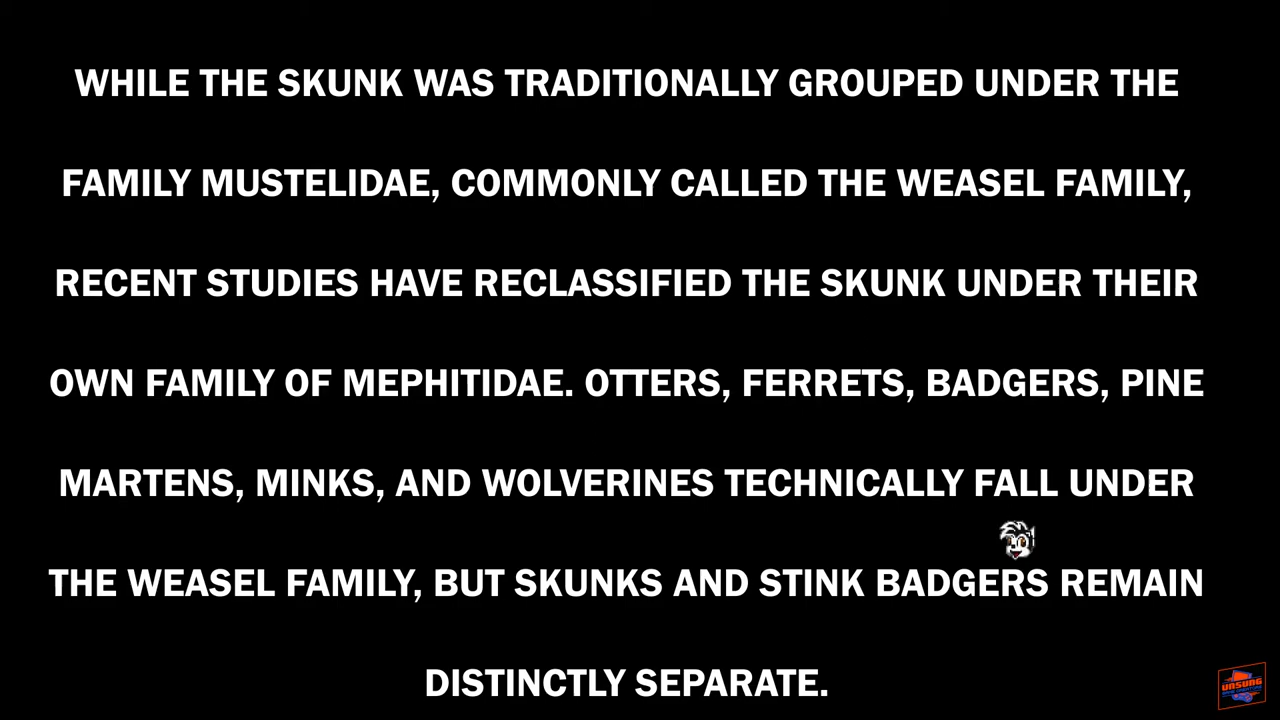 WHILE THE SKUNK WAS TRADITIONALLY GROUPED UNDER THE
FAMILY MUSTELIDAE, COMMONLY CALLED THE WEASEL FAMILY,
RECENT STUDIES HAVE RECLASSIFIED THE SKUNK UNDER THEIR
OWN FAMILY OF MEPHITIDAE. OTTERS, FERRETS, BADGERS, PINE
MARTENS, MINKS, AND WOLVERINES TECHNICALLY FALL UNDER
THE WEASEL FAMILY, BUT SKUNKS AND STINK BADGERS REMAIN
DISTINCTLY SEPARATE.
UNSUNG